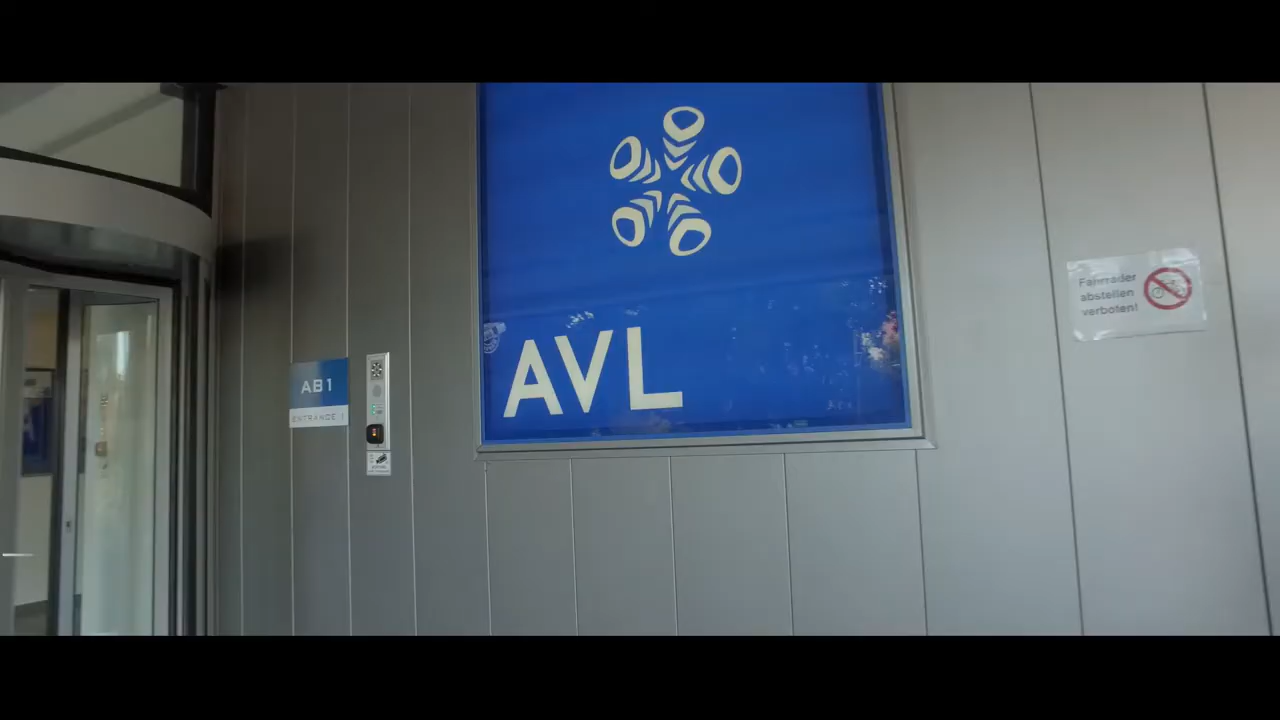 AVL
AB1
ENTRANCE 1
Fahrräder
abstellen
verboten!